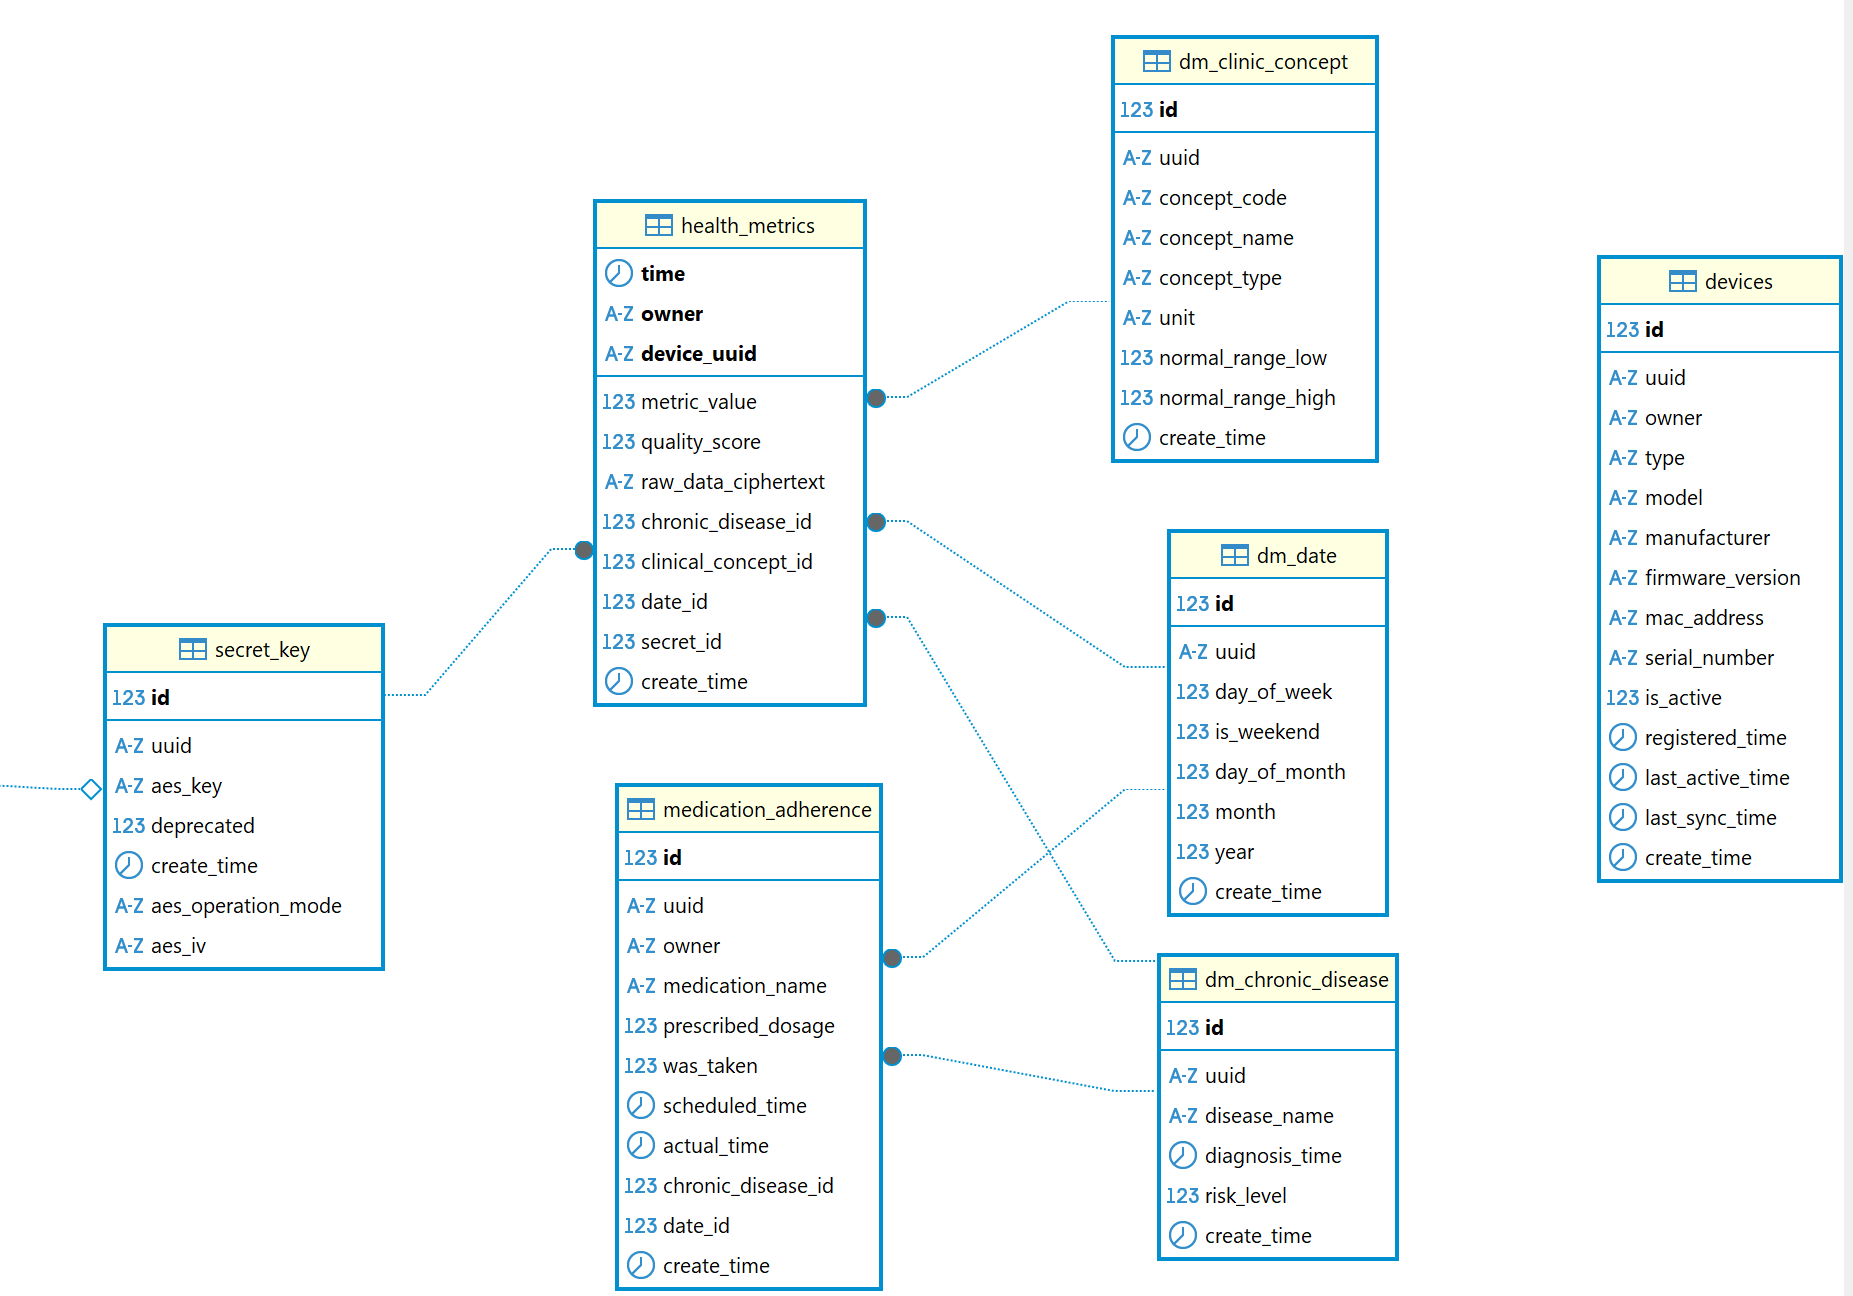 dm_clinic_concept
123 id
A-Z uuid
A-Z concept_code
A-Z concept_name
A-Z concept_type
A-Z unit
123 normal_range_low
123 normal_range_high
create_time
health_metrics
time
A-Z owner
A-Z device_uuid
123 metric_value
123 quality_score
A-Z raw_data_ciphertext
123 chronic_disease_id
123 clinical_concept_id
123 date_id
123 secret_id
create_time
devices
123 id
A-Z uuid
A-Z owner
A-Z type
A-Z model
A-Z manufacturer
A-Z firmware_version
A-Z mac_address
A-Z serial_number
123 is_active
registered_time
last_active_time
last_sync_time
create_time
dm_date
123 id
A-Z uuid
123 day_of_week
123 is_weekend
123 day_of_month
123 month
123 year
create_time
secret_key
123 id
A-Z uuid
A-Z aes_key
123 deprecated
create_time
A-Z aes_operation_mode
A-Z aes_iv
medication_adherence
123 id
A-Z uuid
A-Z owner
A-Z medication_name
123 prescribed_dosage
123 was_taken
scheduled_time
actual_time
123 chronic_disease_id
123 date_id
create_time
dm_chronic_disease
123 id
A-Z uuid
A-Z disease_name
diagnosis_time
123 risk_level
create_time